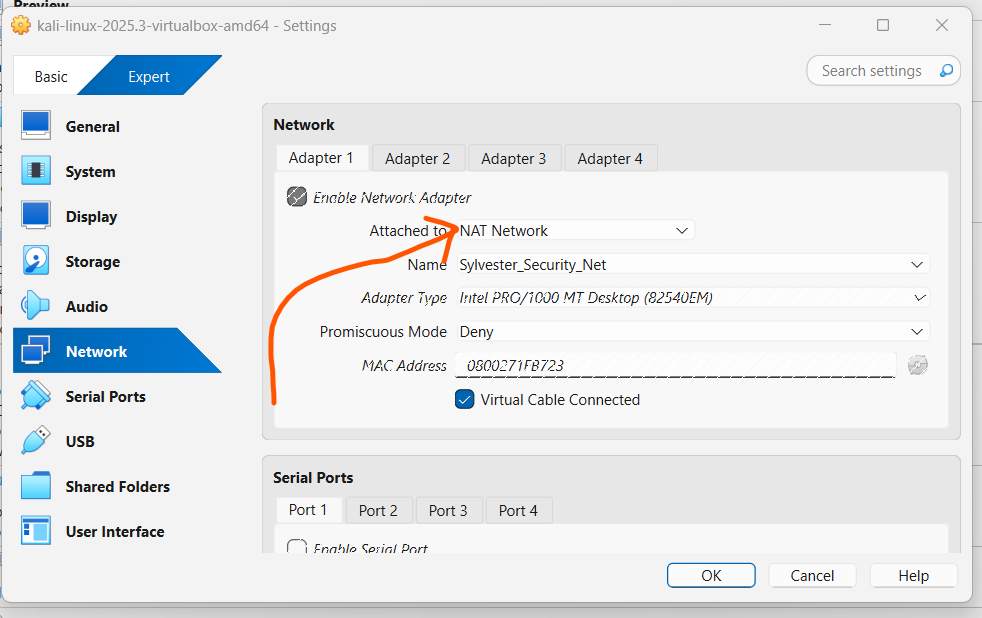 Preview
kali-linux-2025.3-virtualbox-amd64 - Settings
Basic
Expert
Search settings
General
System
Display
Storage
Audio
Network
Serial Ports
USB
Shared Folders
User Interface
Network
Adapter 1
Adapter 2
Adapter 3
Adapter 4
Enable Network Adapter
Attached to NAT Network
Name Sylvester_Security_Net
Adapter Type Intel PRO/1000 MT Desktop (82540EM)
Promiscuous Mode Deny
MAC Address 0800271FB723
Virtual Cable Connected
Serial Ports
Port 1
Port 2
Port 3
Port 4
Enable Serial Port
OK
Cancel
Help